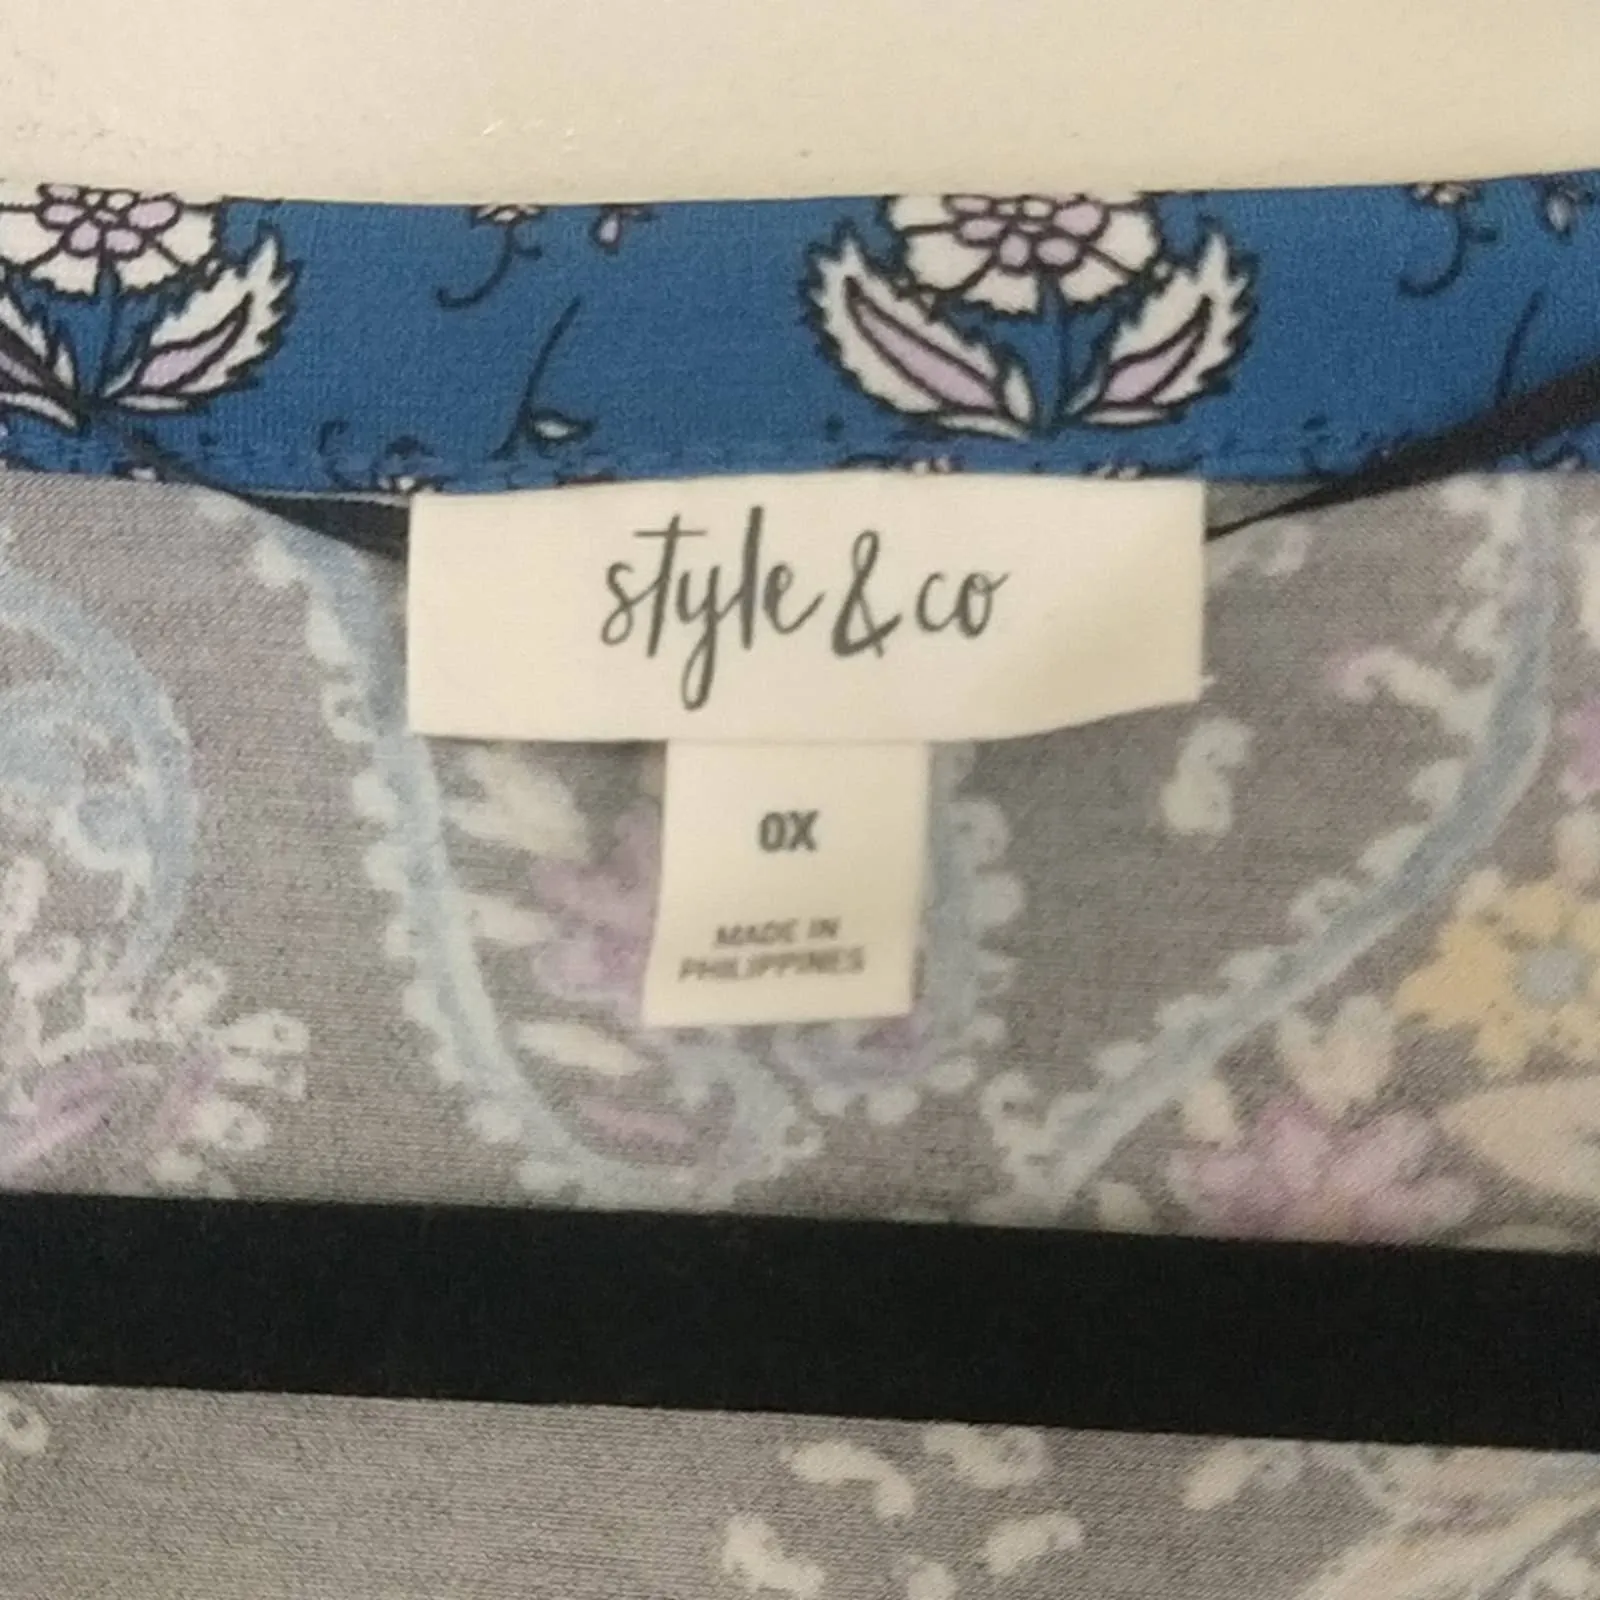 style & co
0X
MADE IN
PHILIPPINES